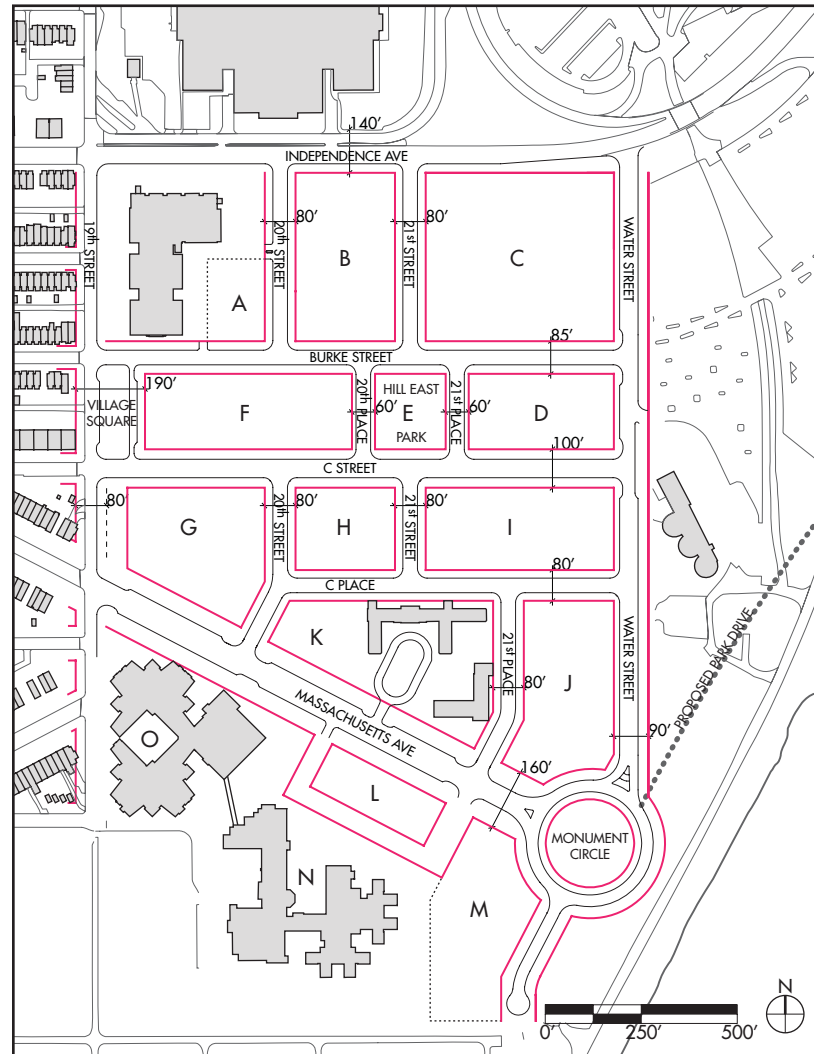 140'
INDEPENDENCE AVE
80'
80'
19th STREET
20th STREET
21st STREET
WATER STREET
A
B
C
BURKE STREET
85'
190'
VILLAGE
SQUARE
F
20th PLACE
60'
HILL EAST
E
PARK
21st PLACE
60'
D
C STREET
100'
80'
G
20th STREET
80'
H
21st STREET
80'
I
C PLACE
80'
K
21st PLACE
80'
J
WATER STREET
90'
PROPOSED PARK DRIVE
MASSACHUSETTS AVE
O
L
160'
MONUMENT
CIRCLE
N
M
N
0'
250'
500'